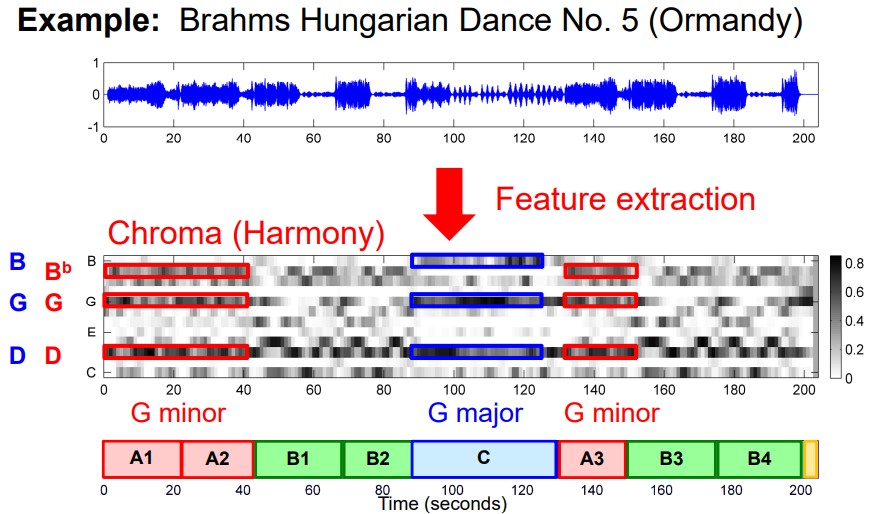 Example: Brahms Hungarian Dance No. 5 (Ormandy)
1
0
-1
0 20 40 60 80 100 120 140 160 180 200
Feature extraction
Chroma (Harmony)
B Bb B
G G G
E
D D
C
0.8
0.6
0.4
0.2
0
0 20 40 60 80 100 120 140 160 180 200
G minor G major G minor
A1 A2 B1 B2 C A3 B3 B4
0 20 40 60 80 100 120 140 160 180 200
Time (seconds)